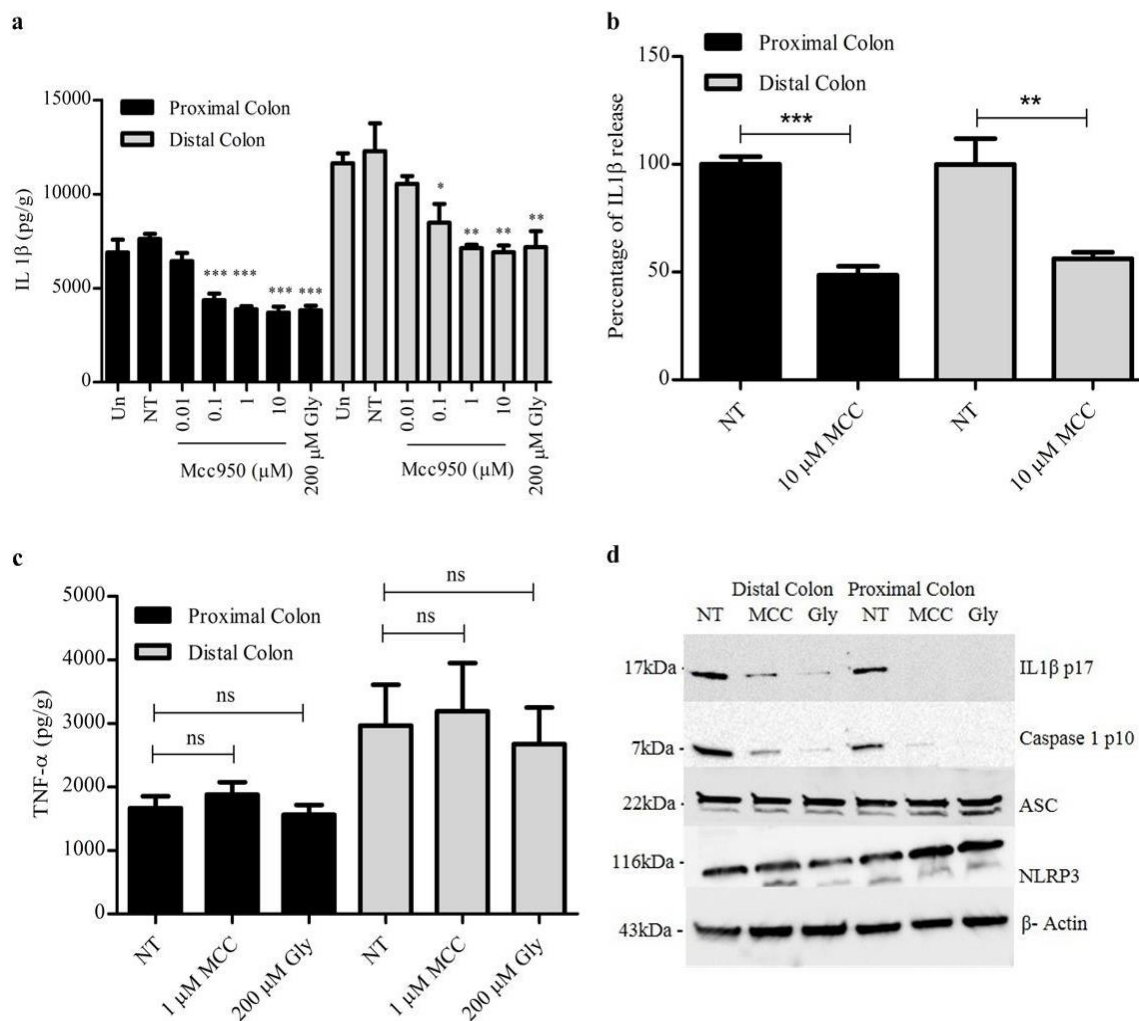 a
15000
10000
5000
0
IL 1β (pg/g)
Proximal Colon
Distal Colon
***
***
***
***
*
**
**
**
Un
NT
0.01
0.1
1
10
200 µM Gly
Un
NT
0.01
0.1
1
10
200 µM Gly
Mcc950 (µM)
Mcc950 (µM)
b
Proximal Colon
Distal Colon
150
100
50
0
Percentage of IL1β release
***
**
NT
10 µM MCC
NT
10 µM MCC
c
5000
4000
3000
2000
1000
0
TNF-α (pg/g)
Proximal Colon
Distal Colon
ns
ns
ns
ns
NT
1 µM MCC
200 µM Gly
NT
1 µM MCC
200 µM Gly
d
Distal Colon Proximal Colon
NT MCC Gly NT MCC Gly
17kDa - IL1β p17
7kDa - Caspase 1 p10
22kDa - ASC
116kDa - NLRP3
43kDa - β- Actin